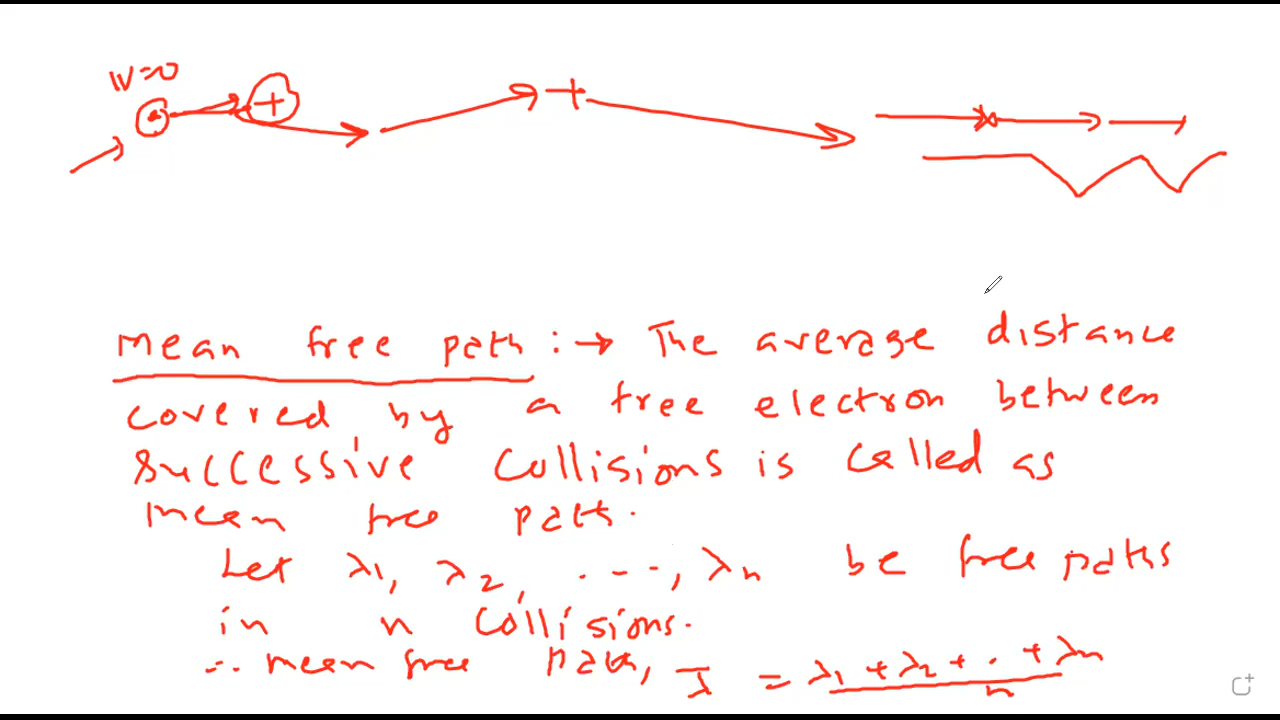 mean free path :→ The average distance
covered by a free electron between
successive collisions is called as
mean free path.
Let λ1, λ2, . - - ., λn be free paths
in n collisions.
∴ mean free path, λ̄ = λ1 + λ2 + . . + λn / n